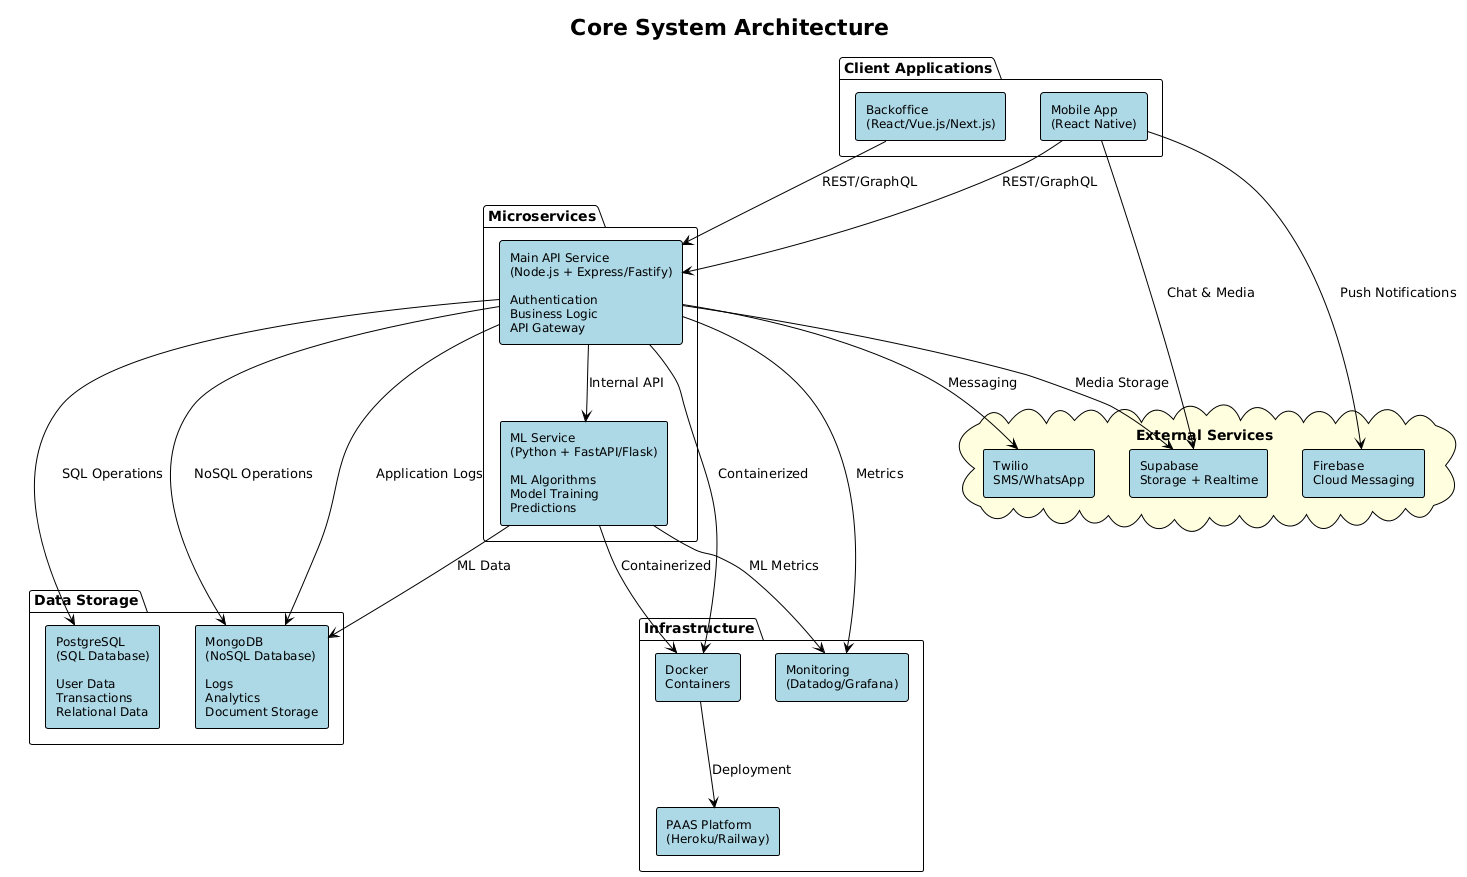 Core System Architecture
Client Applications
Backoffice
(React/Vue.js/Next.js)
Mobile App
(React Native)
REST/GraphQL
REST/GraphQL
Microservices
Main API Service
(Node.js + Express/Fastify)
Authentication
Business Logic
API Gateway
Chat & Media
Push Notifications
Internal API
Messaging
Media Storage
External Services
Twilio
SMS/WhatsApp
Supabase
Storage + Realtime
Firebase
Cloud Messaging
ML Service
(Python + FastAPI/Flask)
ML Algorithms
Model Training
Predictions
SQL Operations
NoSQL Operations
Application Logs
Containerized
Metrics
ML Data
Containerized
ML Metrics
Data Storage
PostgreSQL
(SQL Database)
User Data
Transactions
Relational Data
MongoDB
(NoSQL Database)
Logs
Analytics
Document Storage
Infrastructure
Docker
Containers
Monitoring
(Datadog/Grafana)
Deployment
PAAS Platform
(Heroku/Railway)